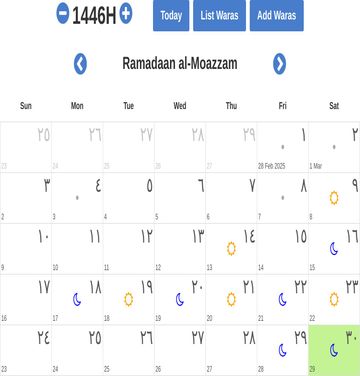 1446H Today List Waras Add Waras
Ramadaan al-Moazzam
Sun Mon Tue Wed Thu Fri Sat
٢٥ ٢٦ ٢٧ ٢٨ ٢٩ ١ ٢
23 24 25 26 27 28 Feb 2025 1 Mar
٣ ٤ ٥ ٦ ٧ ٨ ٩
2 3 4 5 6 7 8
١٠ ١١ ١٢ ١٣ ١٤ ١٥ ١٦
9 10 11 12 13 14 15
١٧ ١٨ ١٩ ٢٠ ٢١ ٢٢ ٢٣
16 17 18 19 20 21 22
٢٤ ٢٥ ٢٦ ٢٧ ٢٨ ٢٩ ٣٠
23 24 25 26 27 28 29